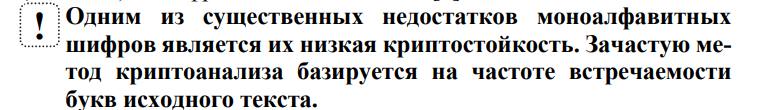 ! Одним из существенных недостатков моноалфавитных
шифров является их низкая криптостойкость. Зачастую ме-
тод криптоанализа базируется на частоте встречаемости
букв исходного текста.